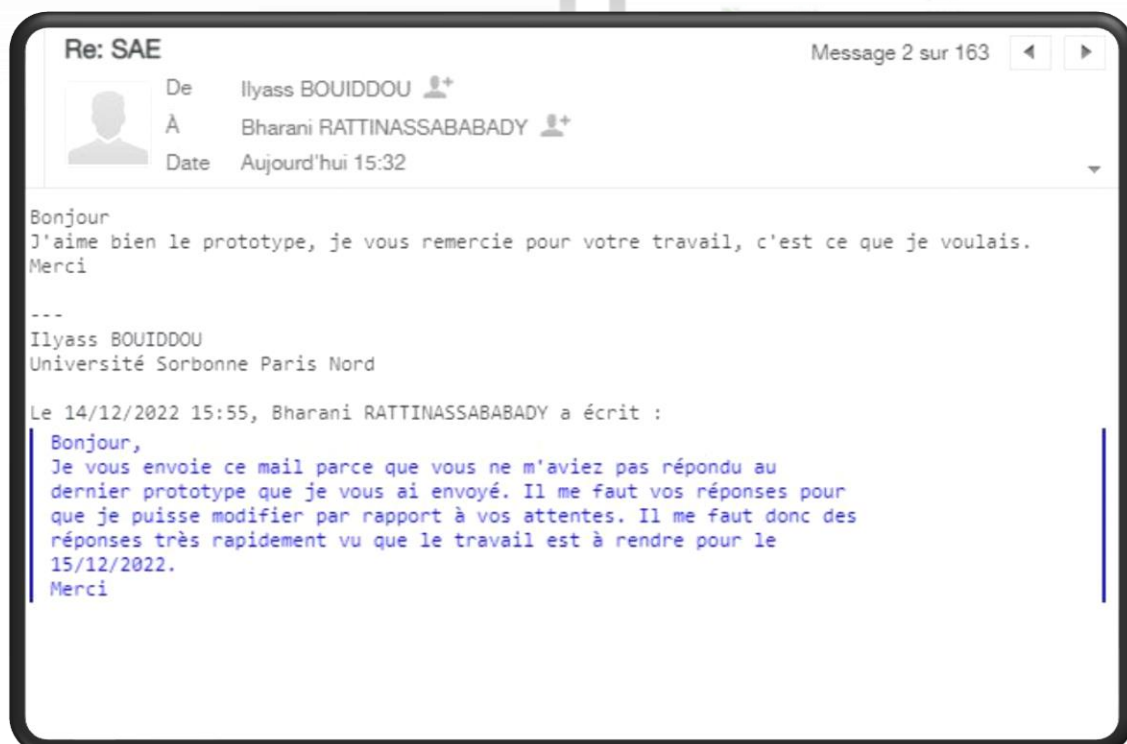 Re: SAE
Message 2 sur 163
De Ilyass BOUIDDOU
À Bharani RATTINASSABABADY
Date Aujourd'hui 15:32
Bonjour
J'aime bien le prototype, je vous remercie pour votre travail, c'est ce que je voulais.
Merci
---
Ilyass BOUIDDOU
Université Sorbonne Paris Nord
Le 14/12/2022 15:55, Bharani RATTINASSABABADY a écrit :
Bonjour,
Je vous envoie ce mail parce que vous ne m'aviez pas répondu au
dernier prototype que je vous ai envoyé. Il me faut vos réponses pour
que je puisse modifier par rapport à vos attentes. Il me faut donc des
réponses très rapidement vu que le travail est à rendre pour le
15/12/2022.
Merci